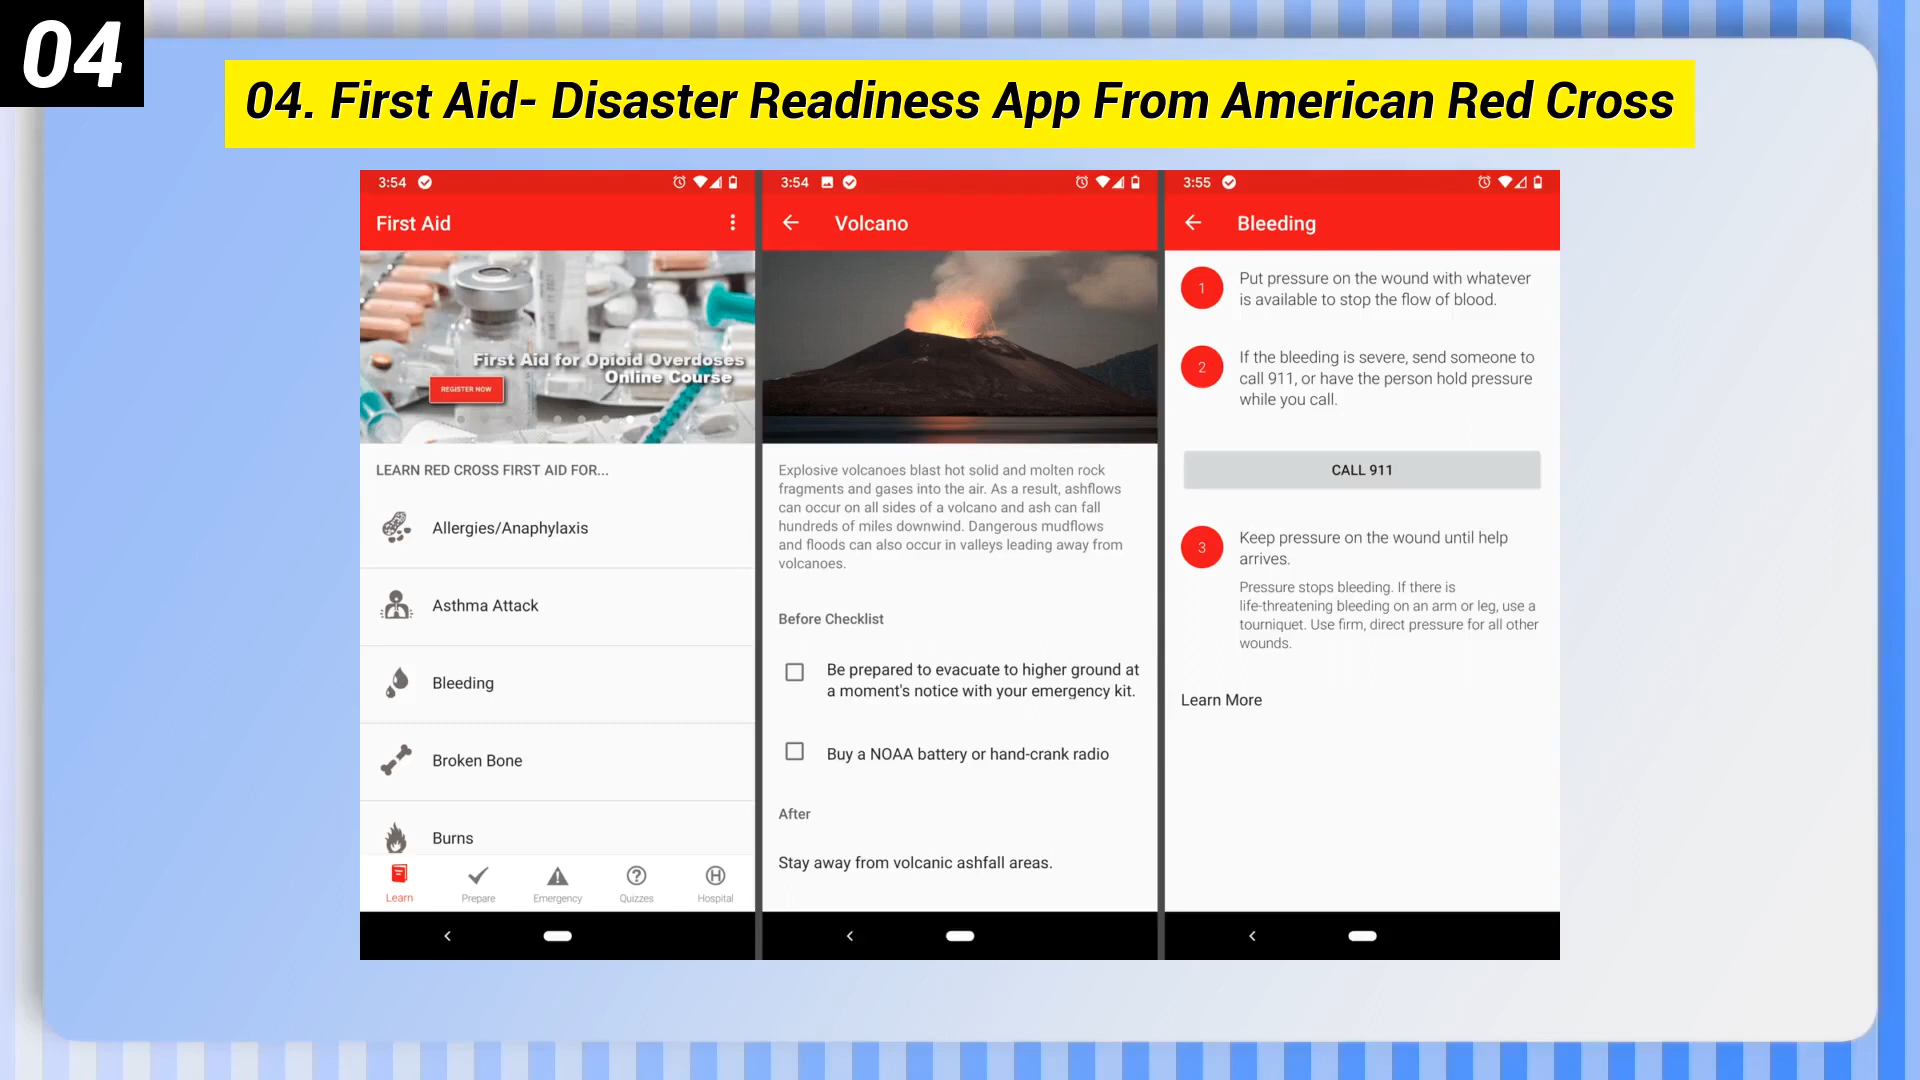 04
04. First Aid- Disaster Readiness App From American Red Cross
3:54
First Aid
First Aid for Opioid Overdoses
Online Course
REGISTER NOW
LEARN RED CROSS FIRST AID FOR...
Allergies/Anaphylaxis
Asthma Attack
Bleeding
Broken Bone
Burns
Learn
Prepare
Emergency
Quizzes
Hospital
3:54
Volcano
Explosive volcanoes blast hot solid and molten rock
fragments and gases into the air. As a result, ashflows
can occur on all sides of a volcano and ash can fall
hundreds of miles downwind. Dangerous mudflows
and floods can also occur in valleys leading away from
volcanoes.
Before Checklist
Be prepared to evacuate to higher ground at
a moment's notice with your emergency kit.
Buy a NOAA battery or hand-crank radio
After
Stay away from volcanic ashfall areas.
3:55
Bleeding
1
Put pressure on the wound with whatever
is available to stop the flow of blood.
2
If the bleeding is severe, send someone to
call 911, or have the person hold pressure
while you call.
CALL 911
3
Keep pressure on the wound until help
arrives.
Pressure stops bleeding. If there is
life-threatening bleeding on an arm or leg, use a
tourniquet. Use firm, direct pressure for all other
wounds.
Learn More